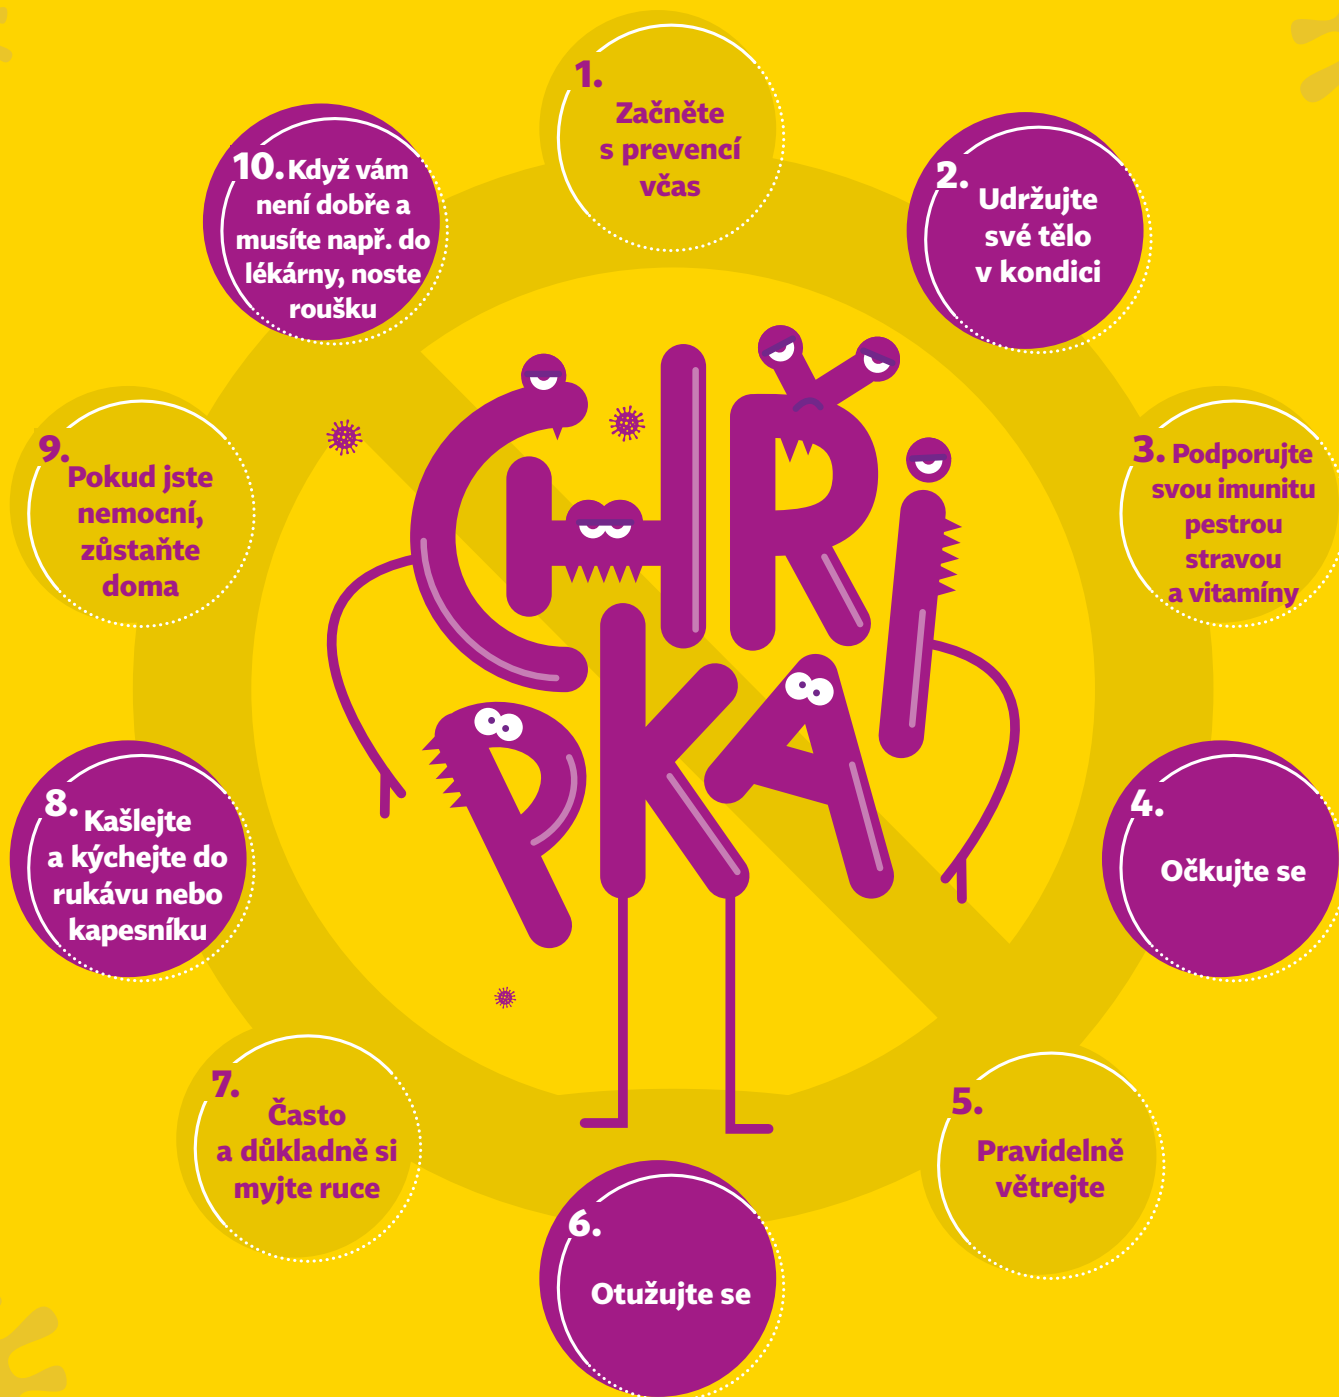 1.
Začněte
s prevencí
včas
2.
Udržujte
své tělo
v kondici
3. Podporujte
svou imunitu
pestrou
stravou
a vitamíny
4.
Očkujte se
5.
Pravidelně
větrejte
6.
Otužujte se
7.
Často
a důkladně si
myjte ruce
8. Kašlejte
a kýchejte do
rukávu nebo
kapesníku
9.
Pokud jste
nemocní,
zůstaňte
doma
10. Když vám
není dobře a
musíte např. do
lékárny, noste
roušku
CHRi
PKA